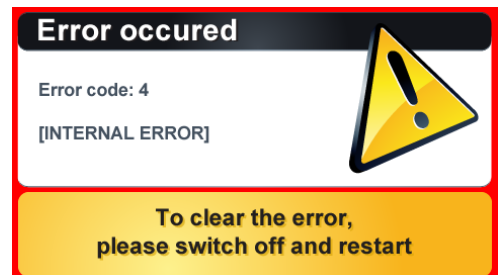 Error occured
Error code: 4
[INTERNAL ERROR]
To clear the error,
please switch off and restart